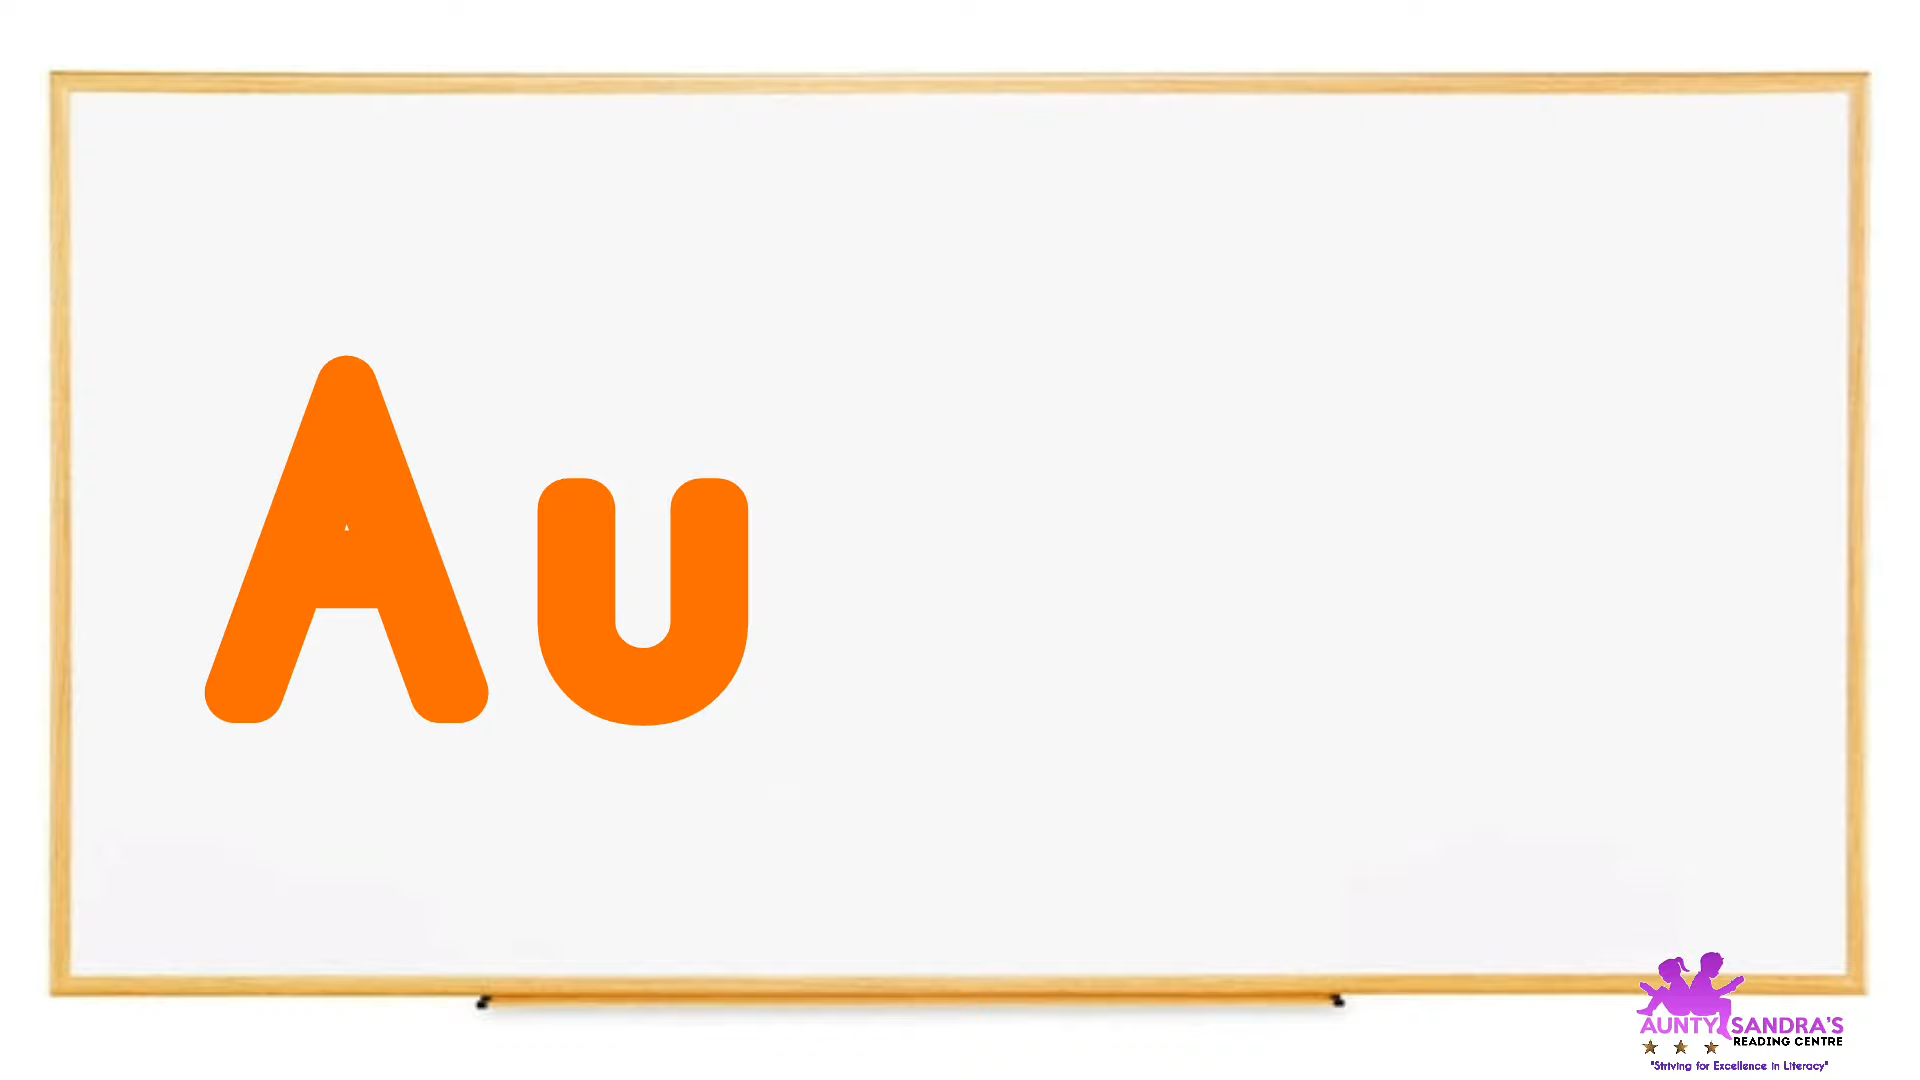 Au
AUNTY SANDRA'S
READING CENTRE
"Striving for Excellence in Literacy"